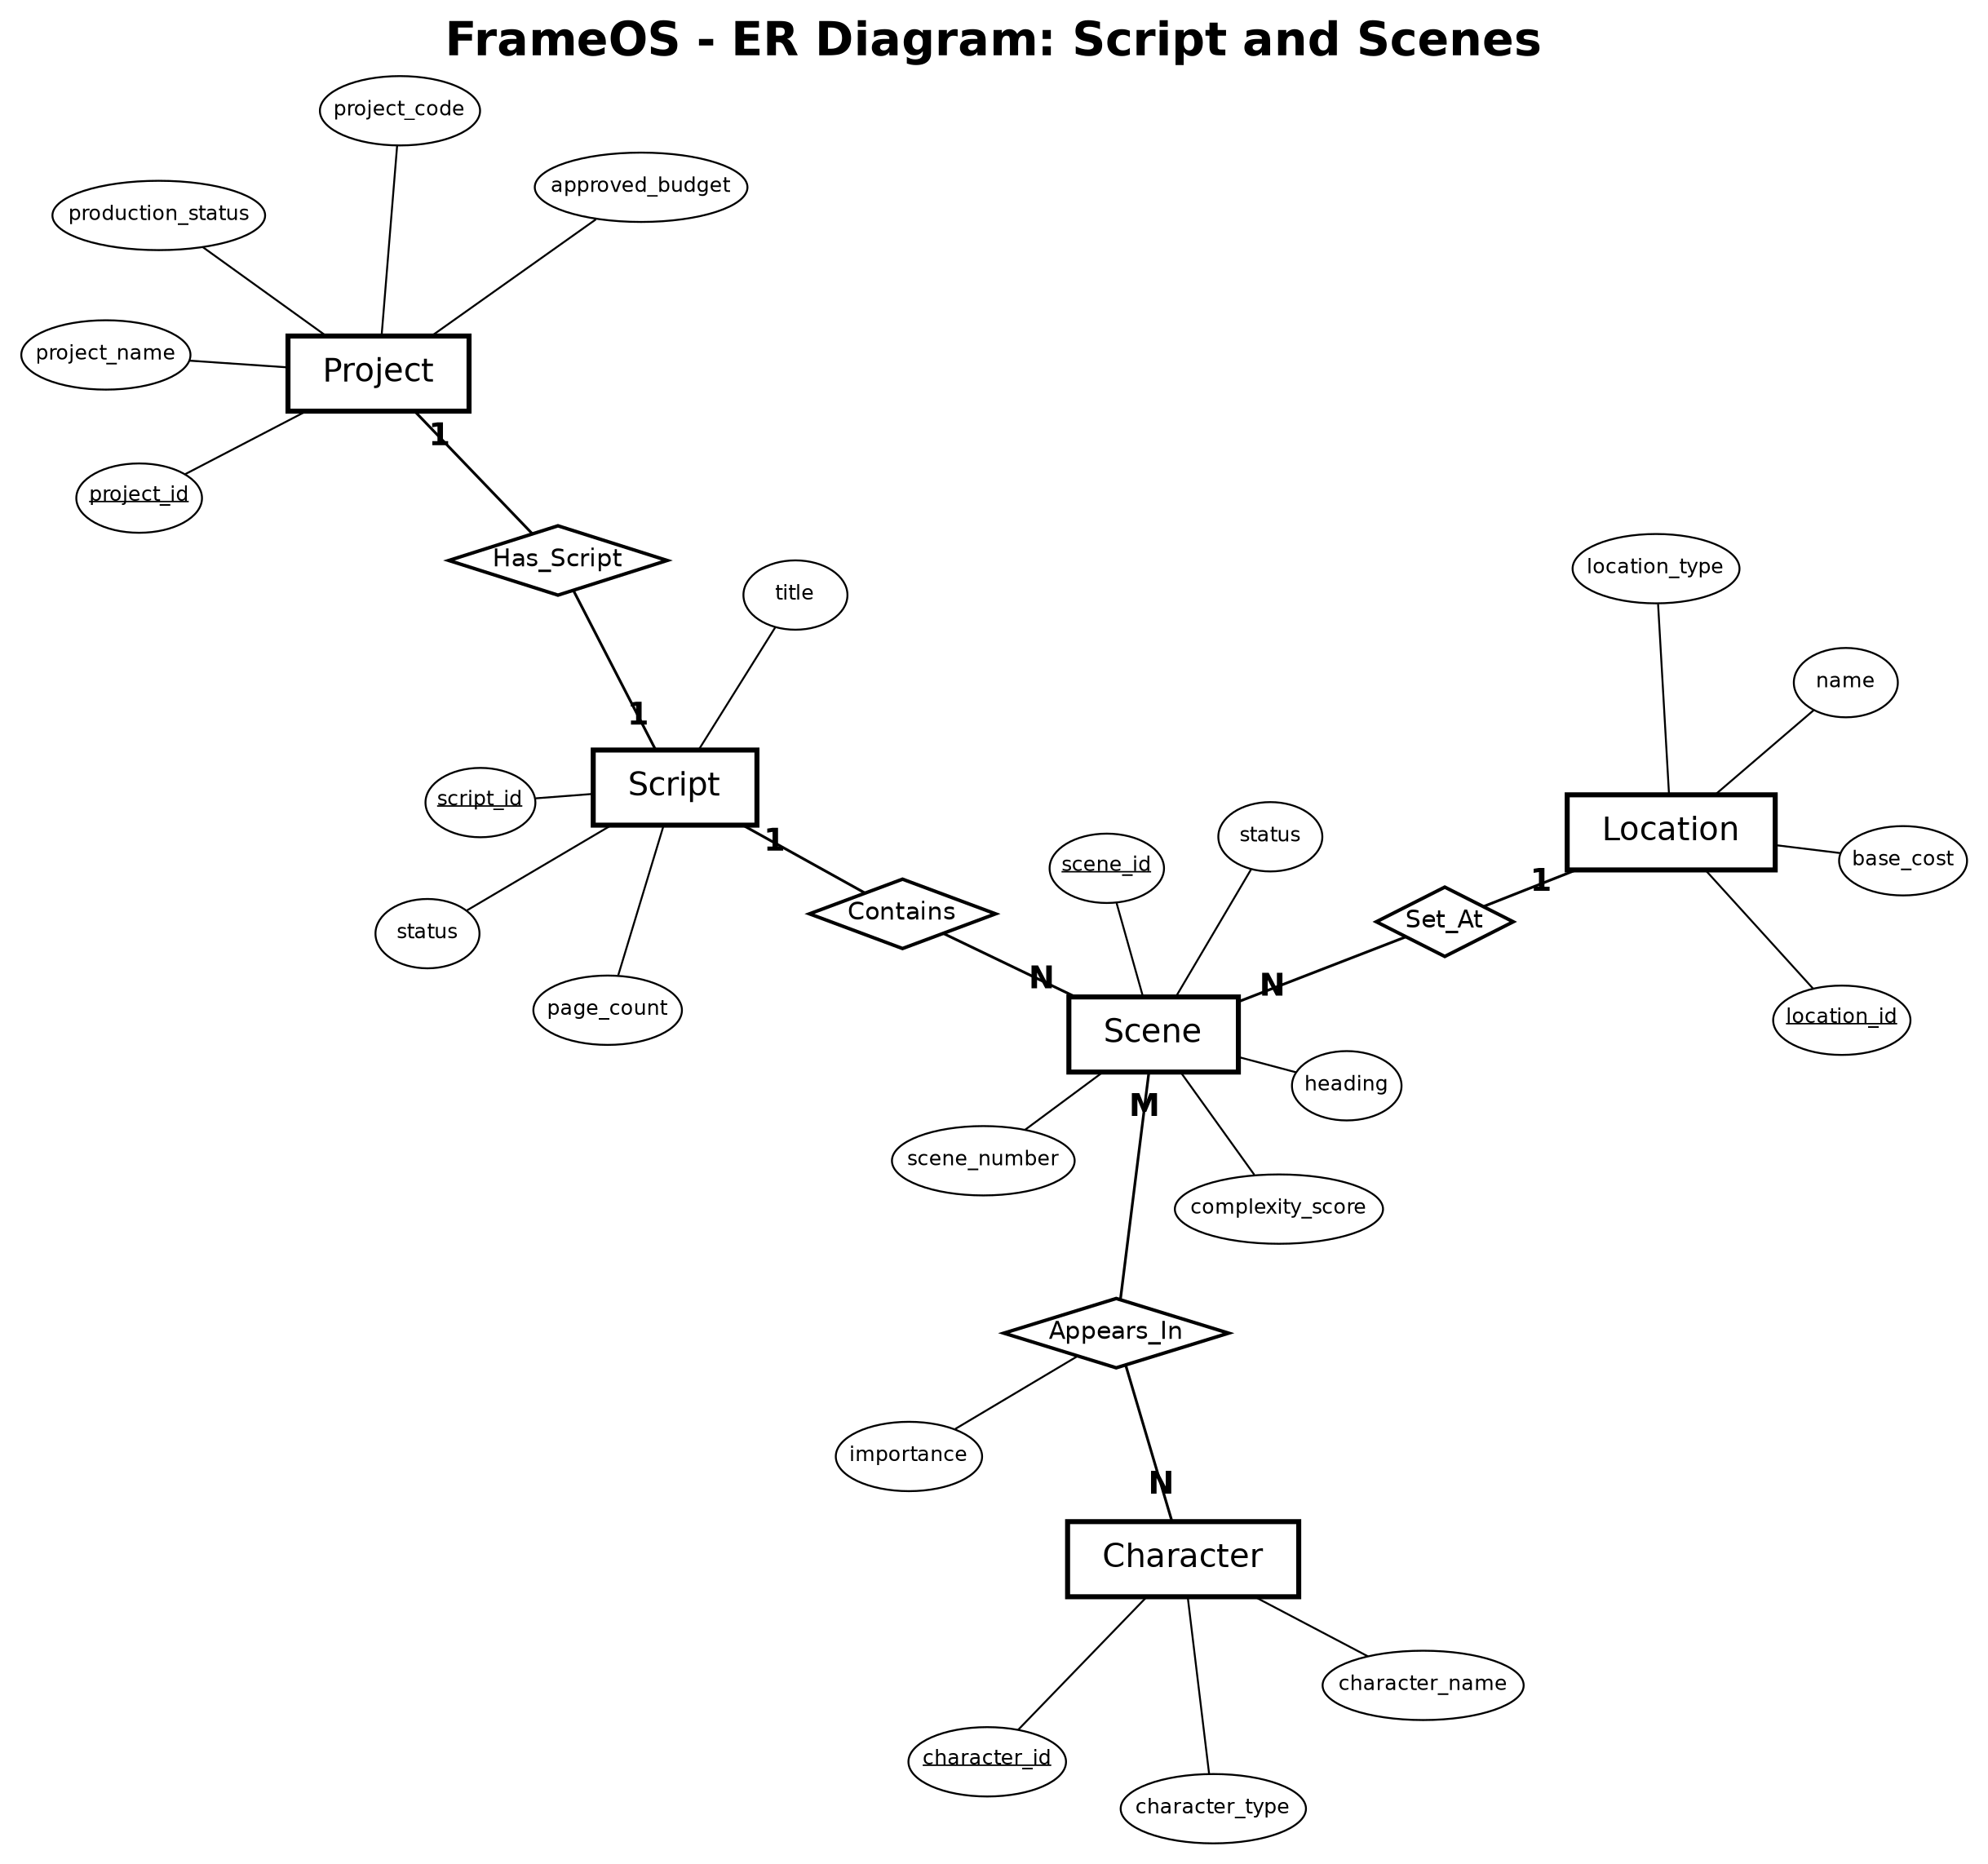 FrameOS - ER Diagram: Script and Scenes
project_code
approved_budget
production_status
project_name
Project
1
project_id
Has_Script
location_type
title
name
1
Script
script_id
1
Location
status
base_cost
scene_id
1
Contains
Set_At
status
N
N
page_count
location_id
Scene
heading
M
scene_number
complexity_score
Appears_In
importance
N
Character
character_name
character_id
character_type